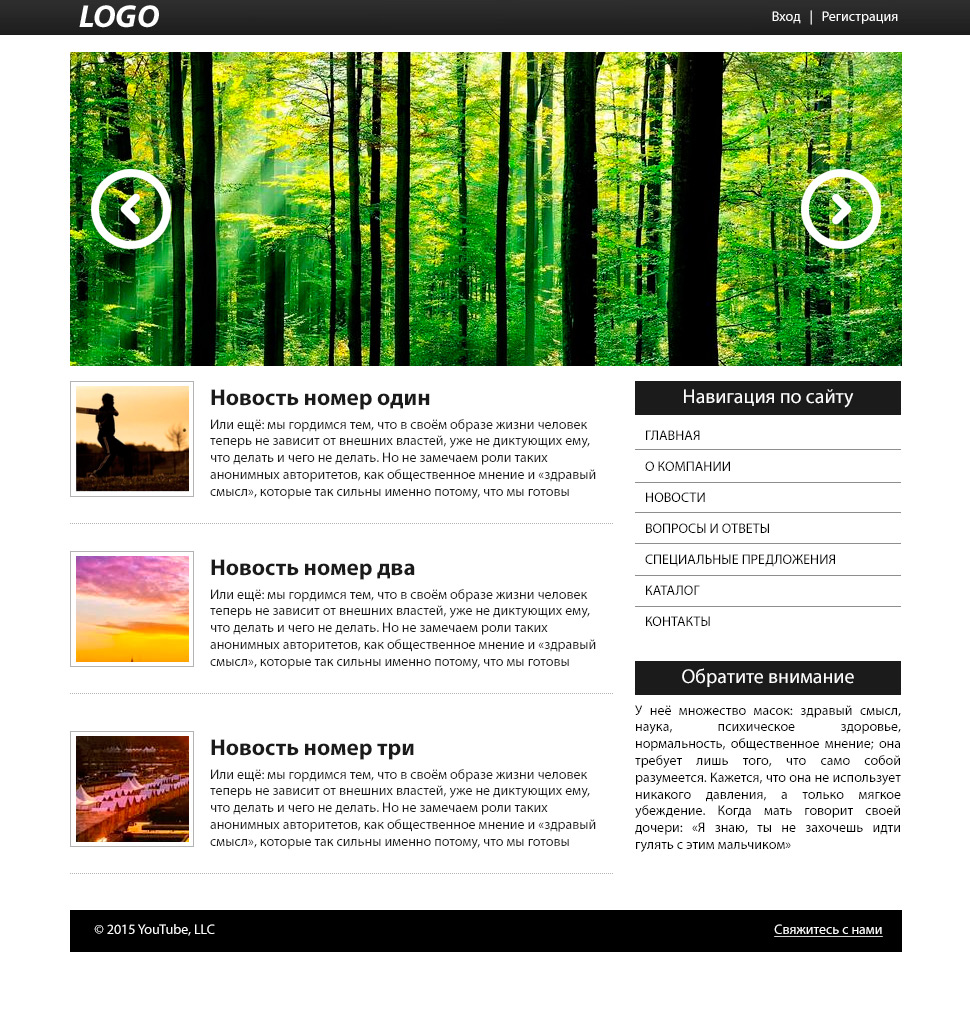 LOGO
Вход | Регистрация
Новость номер один
Или ещё: мы гордимся тем, что в своём образе жизни человек
теперь не зависит от внешних властей, уже не диктующих ему,
что делать и чего не делать. Но не замечаем роли таких
анонимных авторитетов, как общественное мнение и «здравый
смысл», которые так сильны именно потому, что мы готовы
Новость номер два
Или ещё: мы гордимся тем, что в своём образе жизни человек
теперь не зависит от внешних властей, уже не диктующих ему,
что делать и чего не делать. Но не замечаем роли таких
анонимных авторитетов, как общественное мнение и «здравый
смысл», которые так сильны именно потому, что мы готовы
Новость номер три
Или ещё: мы гордимся тем, что в своём образе жизни человек
теперь не зависит от внешних властей, уже не диктующих ему,
что делать и чего не делать. Но не замечаем роли таких
анонимных авторитетов, как общественное мнение и «здравый
смысл», которые так сильны именно потому, что мы готовы
Навигация по сайту
ГЛАВНАЯ
О КОМПАНИИ
НОВОСТИ
ВОПРОСЫ И ОТВЕТЫ
СПЕЦИАЛЬНЫЕ ПРЕДЛОЖЕНИЯ
КАТАЛОГ
КОНТАКТЫ
Обратите внимание
У неё множество масок: здравый смысл,
наука, психическое здоровье,
нормальность, общественное мнение; она
требует лишь того, что само собой
разумеется. Кажется, что она не использует
никакого давления, а только мягкое
убеждение. Когда мать говорит своей
дочери: «Я знаю, ты не захочешь идти
гулять с этим мальчиком»
© 2015 YouTube, LLC
Свяжитесь с нами